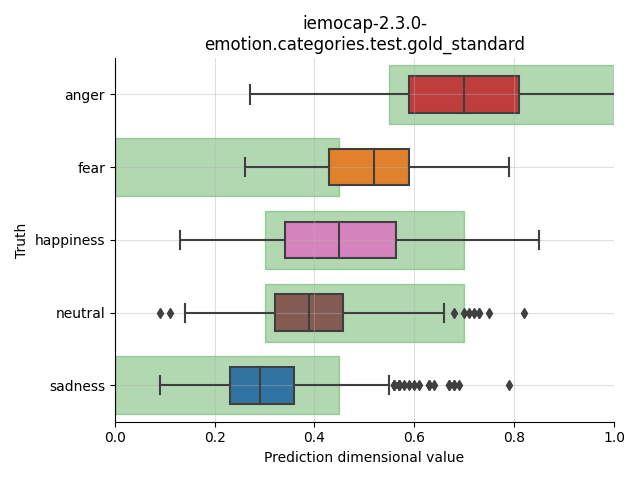 iemocap-2.3.0-
emotion.categories.test.gold_standard
anger
fear
happiness
neutral
sadness
Truth
0.0 0.2 0.4 0.6 0.8 1.0
Prediction dimensional value